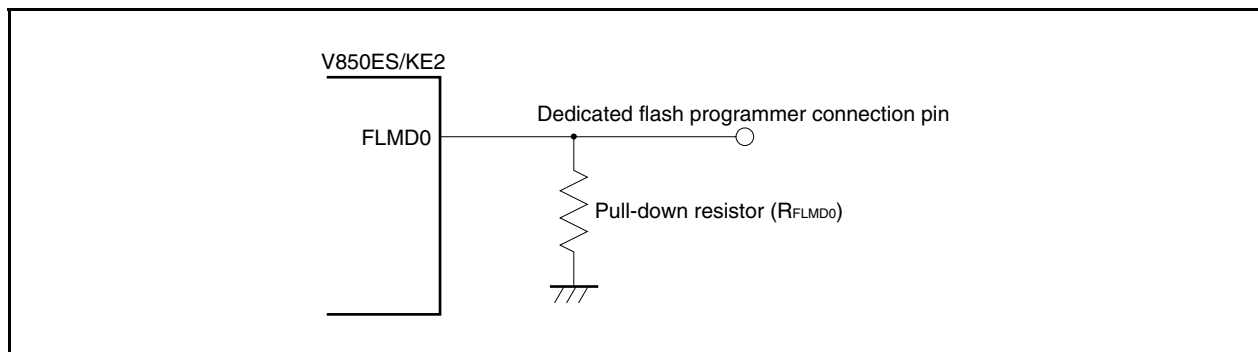 V850ES/KE2
Dedicated flash programmer connection pin
FLMD0
Pull-down resistor (RFLMD0)